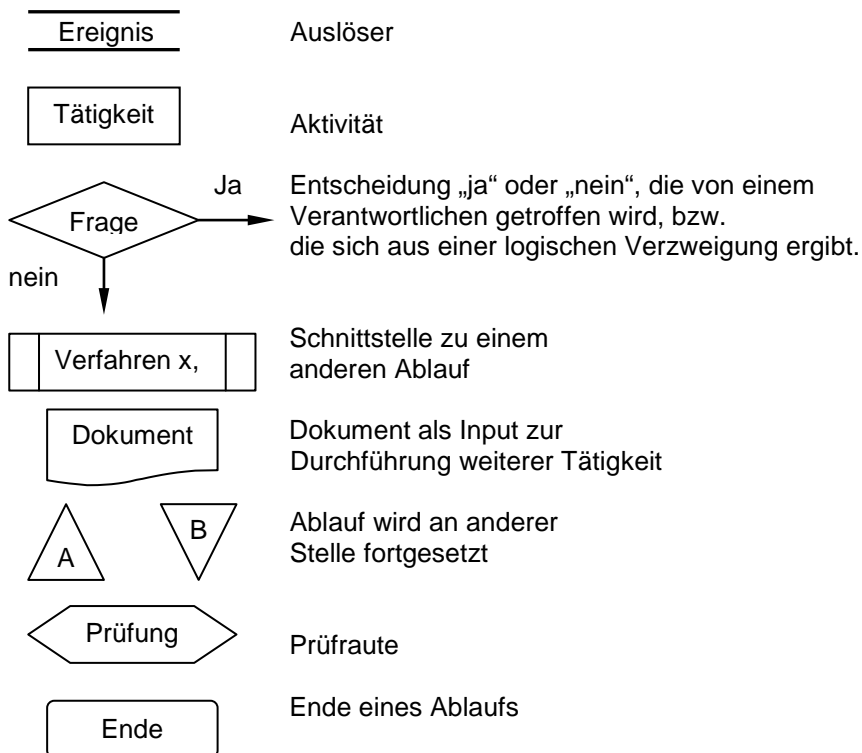 Ereignis Auslöser
Tätigkeit Aktivität
Ja Entscheidung „ja“ oder „nein“, die von einem
Frage Verantwortlichen getroffen wird, bzw.
die sich aus einer logischen Verzweigung ergibt.
nein
Verfahren x, Schnittstelle zu einem
anderen Ablauf
Dokument Dokument als Input zur
Durchführung weiterer Tätigkeit
A B Ablauf wird an anderer
Stelle fortgesetzt
Prüfung Prüfraute
Ende Ende eines Ablaufs